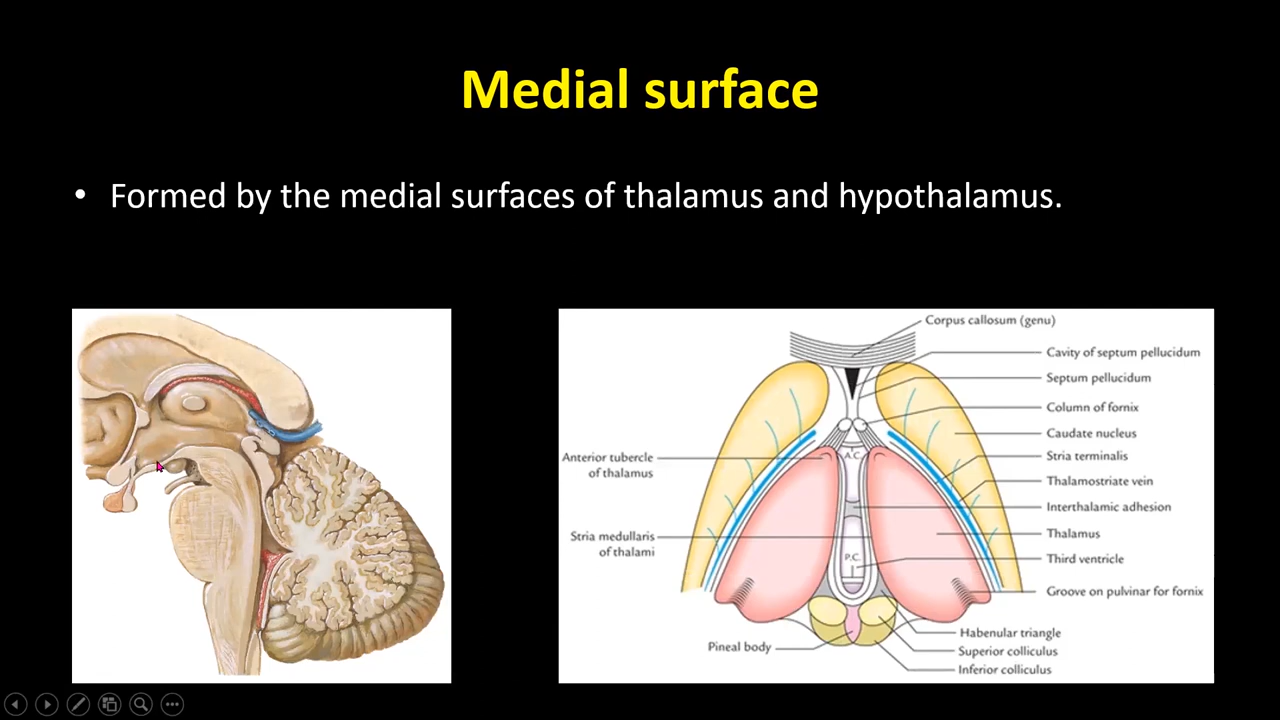 Medial surface
• Formed by the medial surfaces of thalamus and hypothalamus.
Corpus callosum (genu)
Cavity of septum pellucidum
Septum pellucidum
Column of fornix
Caudate nucleus
Stria terminalis
Thalamostriate vein
Interthalamic adhesion
Thalamus
Third ventricle
Groove on pulvinar for fornix
Habenular triangle
Superior colliculus
Inferior colliculus
Anterior tubercle
of thalamus
Stria medullaris
of thalami
Pineal body
A.C.
P.C.